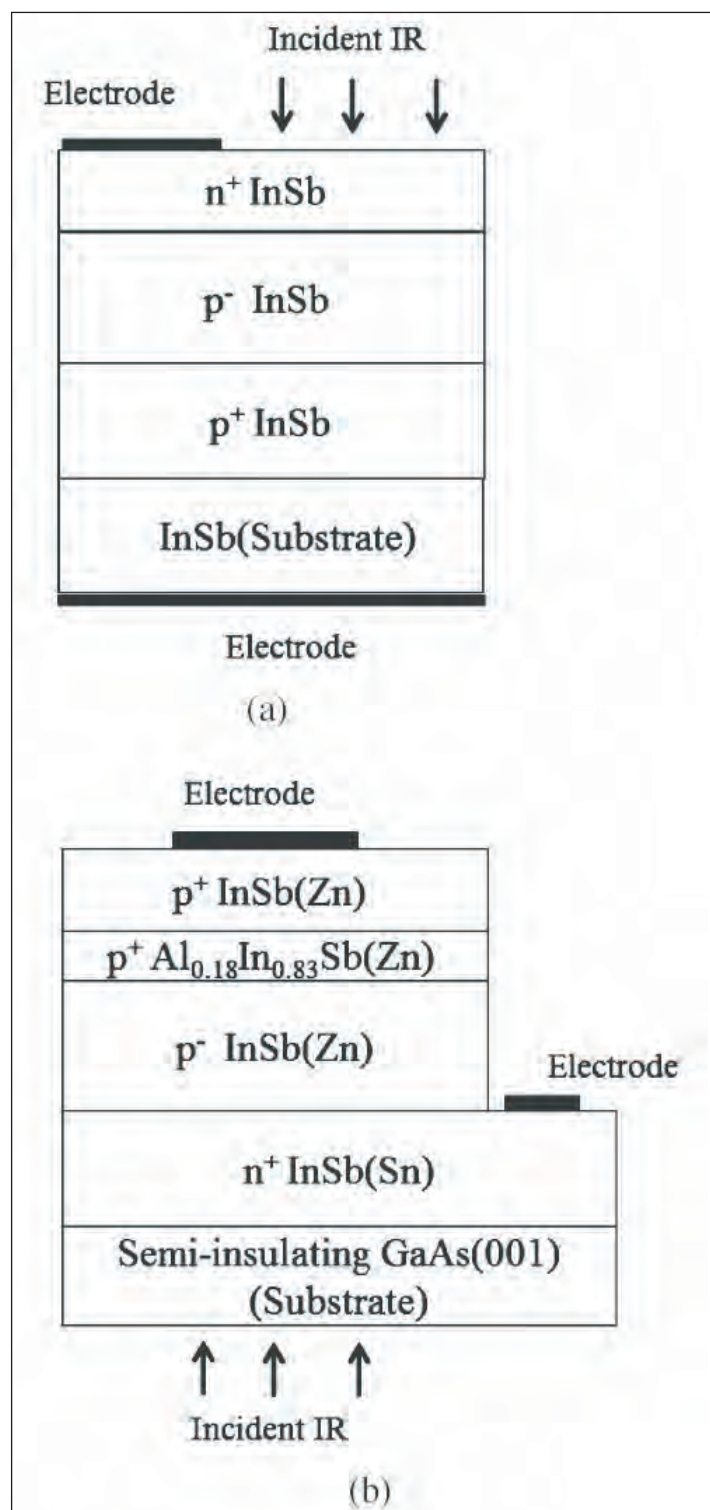 Incident IR
Electrode
n⁺ InSb
p⁻ InSb
p⁺ InSb
InSb(Substrate)
Electrode
(a)
Electrode
p⁺ InSb(Zn)
p⁺ Al₀.₁₈In₀.₈₃Sb(Zn)
p⁻ InSb(Zn)
Electrode
n⁺ InSb(Sn)
Semi-insulating GaAs(001)
(Substrate)
Incident IR
(b)